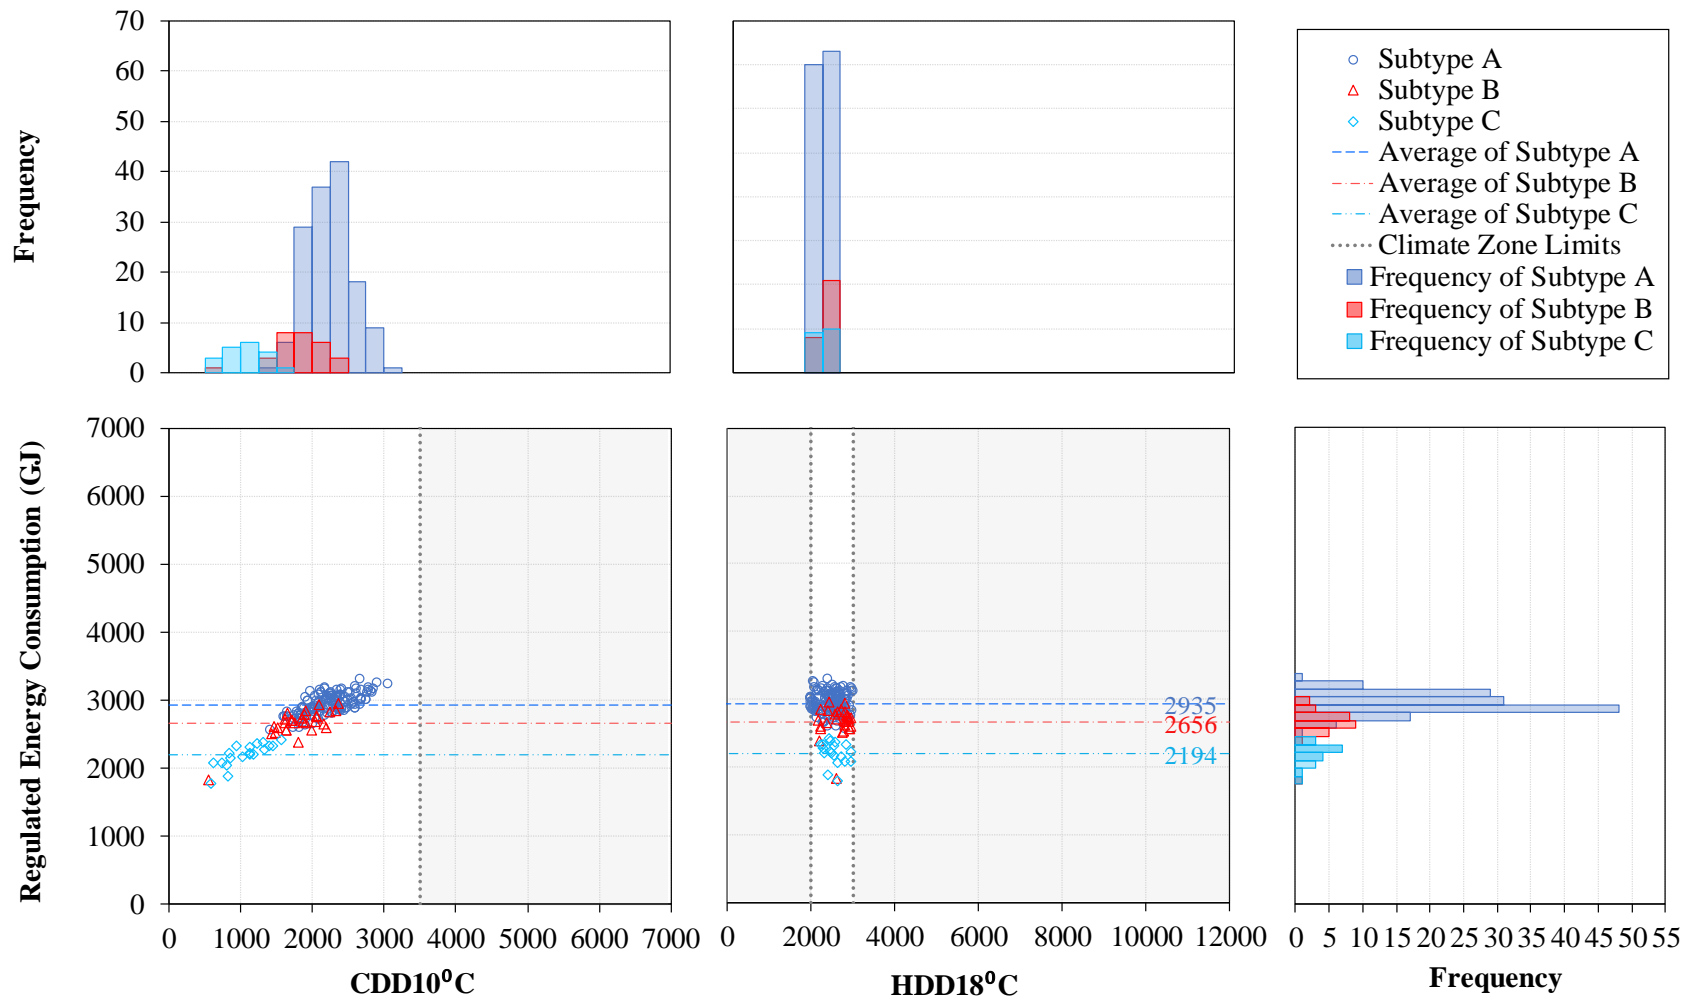 Frequency
70
60
50
40
30
20
10
0
Subtype A
Subtype B
Subtype C
Average of Subtype A
Average of Subtype B
Average of Subtype C
Climate Zone Limits
Frequency of Subtype A
Frequency of Subtype B
Frequency of Subtype C
Regulated Energy Consumption (GJ)
7000
6000
5000
4000
3000
2000
1000
0
2935
2656
2194
0 1000 2000 3000 4000 5000 6000 7000
CDD10⁰C
0 2000 4000 6000 8000 10000 12000
HDD18⁰C
0 5 10 15 20 25 30 35 40 45 50 55
Frequency